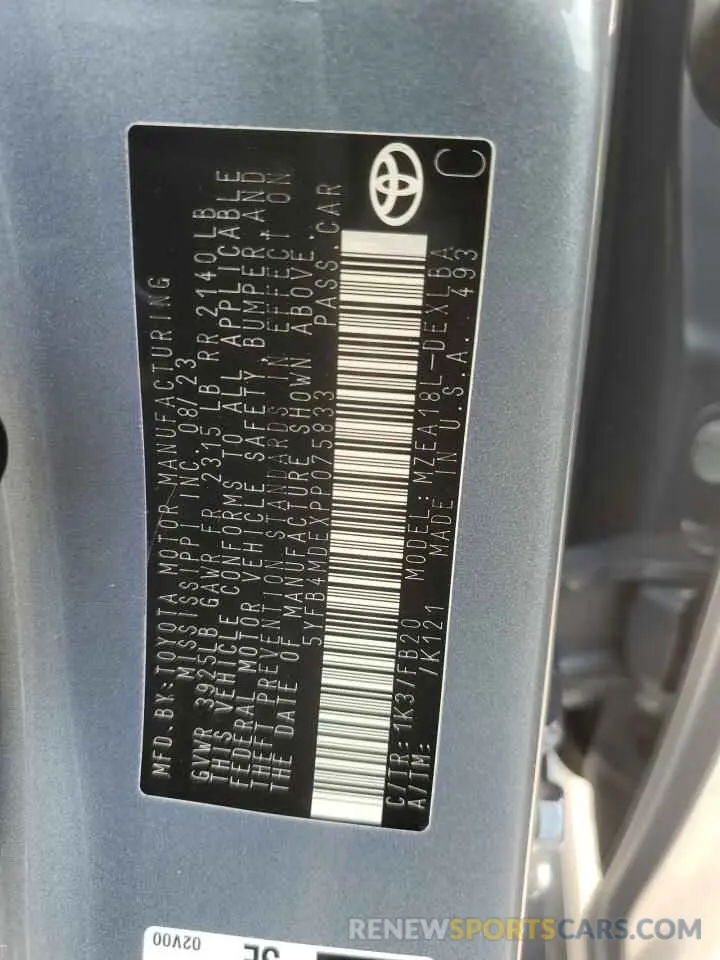 MFD.BY:TOYOTA MOTOR MANUFACTURING
MISSISSIPPI INC. 08/23
GVWR 3925LB GAWR FR 2315 LB RR 2140LB
THIS VEHICLE CONFORMS TO ALL APPLICABLE
FEDERAL MOTOR VEHICLE SAFETY, BUMPER, AND
THEFT PREVENTION STANDARDS IN EFFECT ON
THE DATE OF MANUFACTURE SHOWN ABOVE.
5YFB4MDEXPP075833 PASS.CAR
C/TR:1K3/FB20 MODEL:MZEA18L-DEXLBA
A/TM: /K121 MADE IN U.S.A. 493
C
02V00
RENEWSPORTSCARS.COM